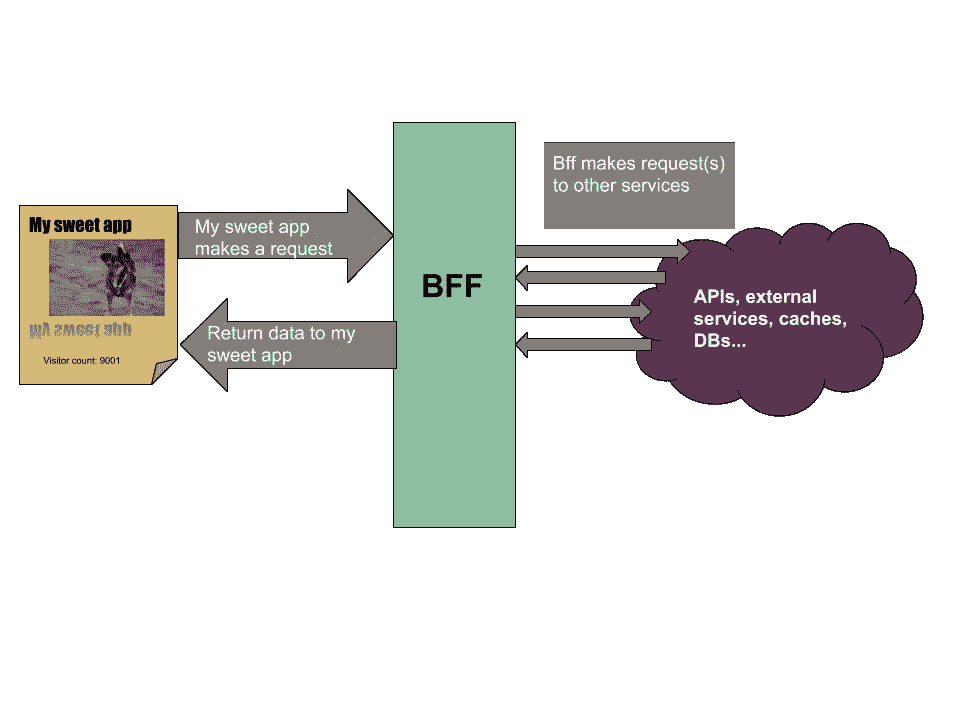 My sweet app
My sweet app
Visitor count: 9001
My sweet app
makes a request
Return data to my
sweet app
BFF
Bff makes request(s)
to other services
APIs, external
services, caches,
DBs...